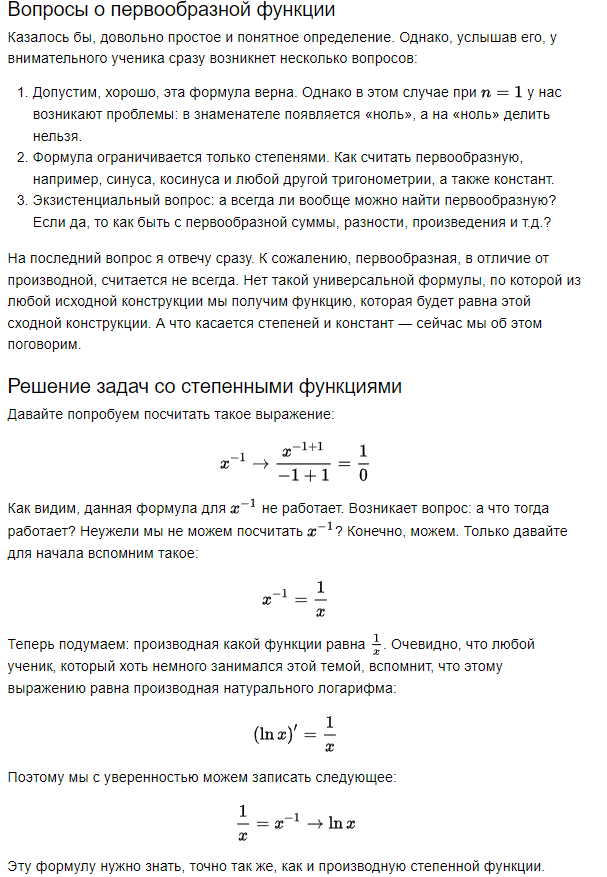 Вопросы о первообразной функции
Казалось бы, довольно простое и понятное определение. Однако, услышав его, у
внимательного ученика сразу возникнет несколько вопросов:
1. Допустим, хорошо, эта формула верна. Однако в этом случае при n = 1 у нас
возникают проблемы: в знаменателе появляется «ноль», а на «ноль» делить
нельзя.
2. Формула ограничивается только степенями. Как считать первообразную,
например, синуса, косинуса и любой другой тригонометрии, а также констант.
3. Экзистенциальный вопрос: а всегда ли вообще можно найти первообразную?
Если да, то как быть с первообразной суммы, разности, произведения и т.д.?
На последний вопрос я отвечу сразу. К сожалению, первообразная, в отличие от
производной, считается не всегда. Нет такой универсальной формулы, по которой из
любой исходной конструкции мы получим функцию, которая будет равна этой
сходной конструкции. А что касается степеней и констант — сейчас мы об этом
поговорим.
Решение задач со степенными функциями
Давайте попробуем посчитать такое выражение:
x^{-1} → \frac{x^{-1+1}}{-1+1} = \frac{1}{0}
Как видим, данная формула для x^{-1} не работает. Возникает вопрос: а что тогда
работает? Неужели мы не можем посчитать x^{-1}? Конечно, можем. Только давайте
для начала вспомним такое:
x^{-1} = \frac{1}{x}
Теперь подумаем: производная какой функции равна \frac{1}{x}. Очевидно, что любой
ученик, который хоть немного занимался этой темой, вспомнит, что этому
выражению равна производная натурального логарифма:
(ln x)′ = \frac{1}{x}
Поэтому мы с уверенностью можем записать следующее:
\frac{1}{x} = x^{-1} → ln x
Эту формулу нужно знать, точно так же, как и производную степенной функции.